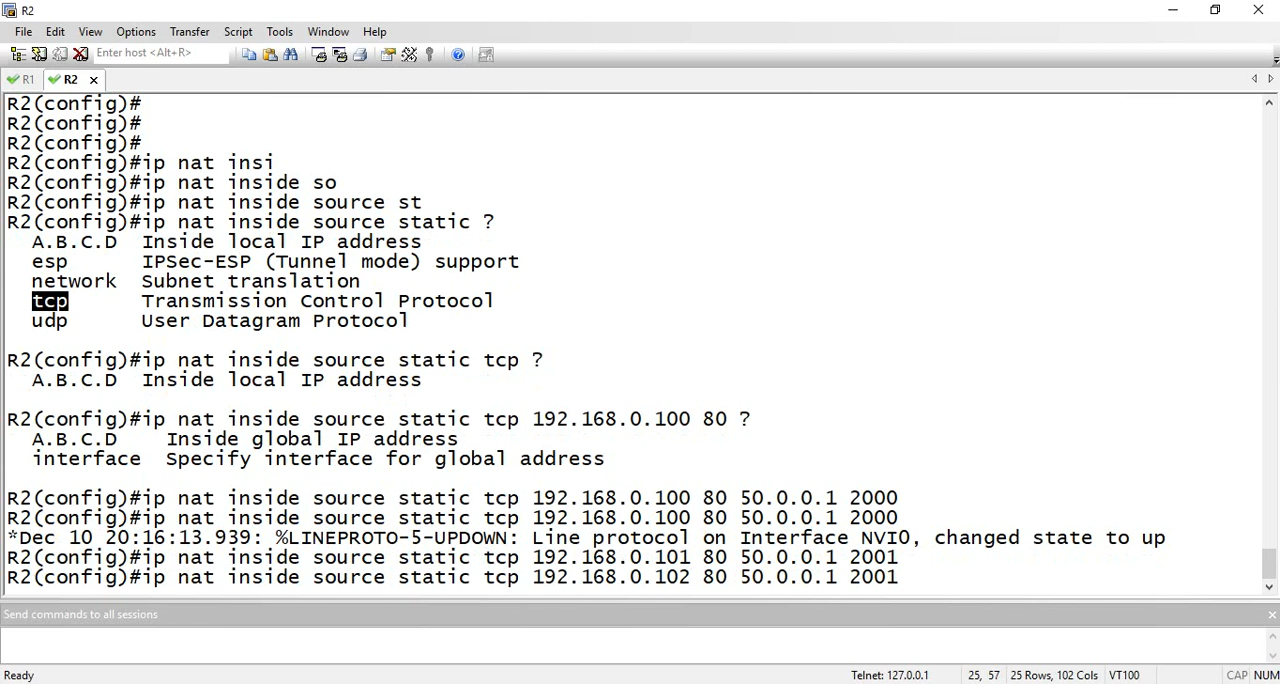 R2
File Edit View Options Transfer Script Tools Window Help
Enter host <Alt+R>
R1 R2
R2(config)#
R2(config)#
R2(config)#
R2(config)#ip nat insi
R2(config)#ip nat inside so
R2(config)#ip nat inside source st
R2(config)#ip nat inside source static ?
A.B.C.D Inside local IP address
esp IPSec-ESP (Tunnel mode) support
network Subnet translation
tcp Transmission Control Protocol
udp User Datagram Protocol
R2(config)#ip nat inside source static tcp ?
A.B.C.D Inside local IP address
R2(config)#ip nat inside source static tcp 192.168.0.100 80 ?
A.B.C.D Inside global IP address
interface Specify interface for global address
R2(config)#ip nat inside source static tcp 192.168.0.100 80 50.0.0.1 2000
R2(config)#ip nat inside source static tcp 192.168.0.100 80 50.0.0.1 2000
*Dec 10 20:16:13.939: %LINEPROTO-5-UPDOWN: Line protocol on Interface NVI0, changed state to up
R2(config)#ip nat inside source static tcp 192.168.0.101 80 50.0.0.1 2001
R2(config)#ip nat inside source static tcp 192.168.0.102 80 50.0.0.1 2001
Send commands to all sessions
Ready Telnet: 127.0.0.1 25, 57 25 Rows, 102 Cols VT100 CAP NUM